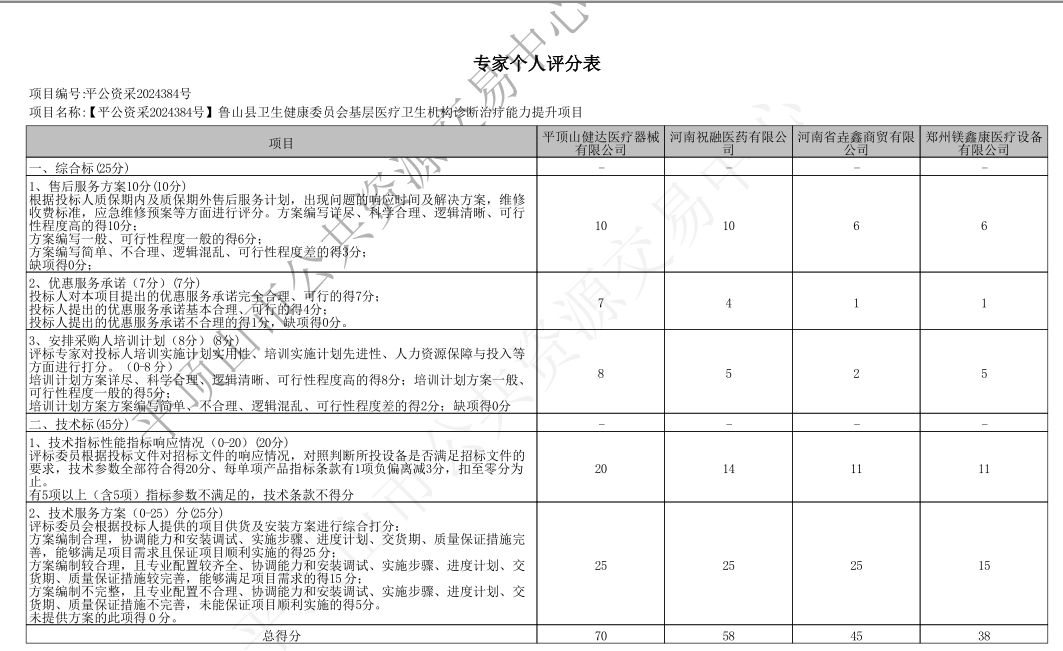 专家个人评分表
项目编号:平公资采2024384号
项目名称:【平公资采2024384号】鲁山县卫生健康委员会基层医疗卫生机构诊断治疗能力提升项目
项目 平顶山健达医疗器械有限公司 河南祝融医药有限公司 河南省垚鑫商贸有限公司 郑州镁鑫康医疗设备有限公司
一、综合标(25分) - - - -
1、售后服务方案10分(10分)
根据投标人质保期内及质保期外售后服务计划，出现问题的响应时间及解决方案，维修
收费标准，应急维修预案等方面进行评分。方案编写详尽、科学合理、逻辑清晰、可行
性程度高的得10分；
方案编写一般、可行性程度一般的得6分；
方案编写简单、不合理、逻辑混乱、可行性程度差的得3分；
缺项得0分；
10 10 6 6
2、优惠服务承诺（7分）(7分)
投标人对本项目提出的优惠服务承诺完全合理、可行的得7分；
投标人提出的优惠服务承诺基本合理、可行的得4分；
投标人提出的优惠服务承诺不合理的得1分，缺项得0分。
7 4 1 1
3、安排采购人培训计划（8分）(8分)
评标专家对投标人培训实施计划实用性、培训实施计划先进性、人力资源保障与投入等
方面进行打分。（0-8 分）
培训计划方案详尽、科学合理、逻辑清晰、可行性程度高的得8分；培训计划方案一般、
可行性程度一般的得5分；
培训计划方案方案编写简单、不合理、逻辑混乱、可行性程度差的得2分；缺项得0分
8 5 2 5
二、技术标(45分) - - - -
1、技术指标性能指标响应情况（0-20）(20分)
评标委员根据投标文件对招标文件的响应情况，对照判断所投设备是否满足招标文件的
要求，技术参数全部符合得20分、每单项产品指标条款有1项负偏离减3分，扣至零分为
止。
有5项以上（含5项）指标参数不满足的，技术条款不得分
20 14 11 11
2、技术服务方案（0-25）分(25分)
评标委员会根据投标人提供的项目供货及安装方案进行综合打分：
方案编制合理，协调能力和安装调试、实施步骤、进度计划、交货期、质量保证措施完
善，能够满足项目需求且保证项目顺利实施的得25 分；
方案编制较合理，且专业配置较齐全、协调能力和安装调试、实施步骤、进度计划、交
货期、质量保证措施较完善，能够满足项目需求的得15 分；
方案编制不完整，且专业配置不合理、协调能力和安装调试、实施步骤、进度计划、交
货期、质量保证措施不完善，未能保证项目顺利实施的得5分。
未提供方案的此项得 0 分。
25 25 25 15
总得分 70 58 45 38
平顶山市公共资源交易中心
平顶山市公共资源交易中心